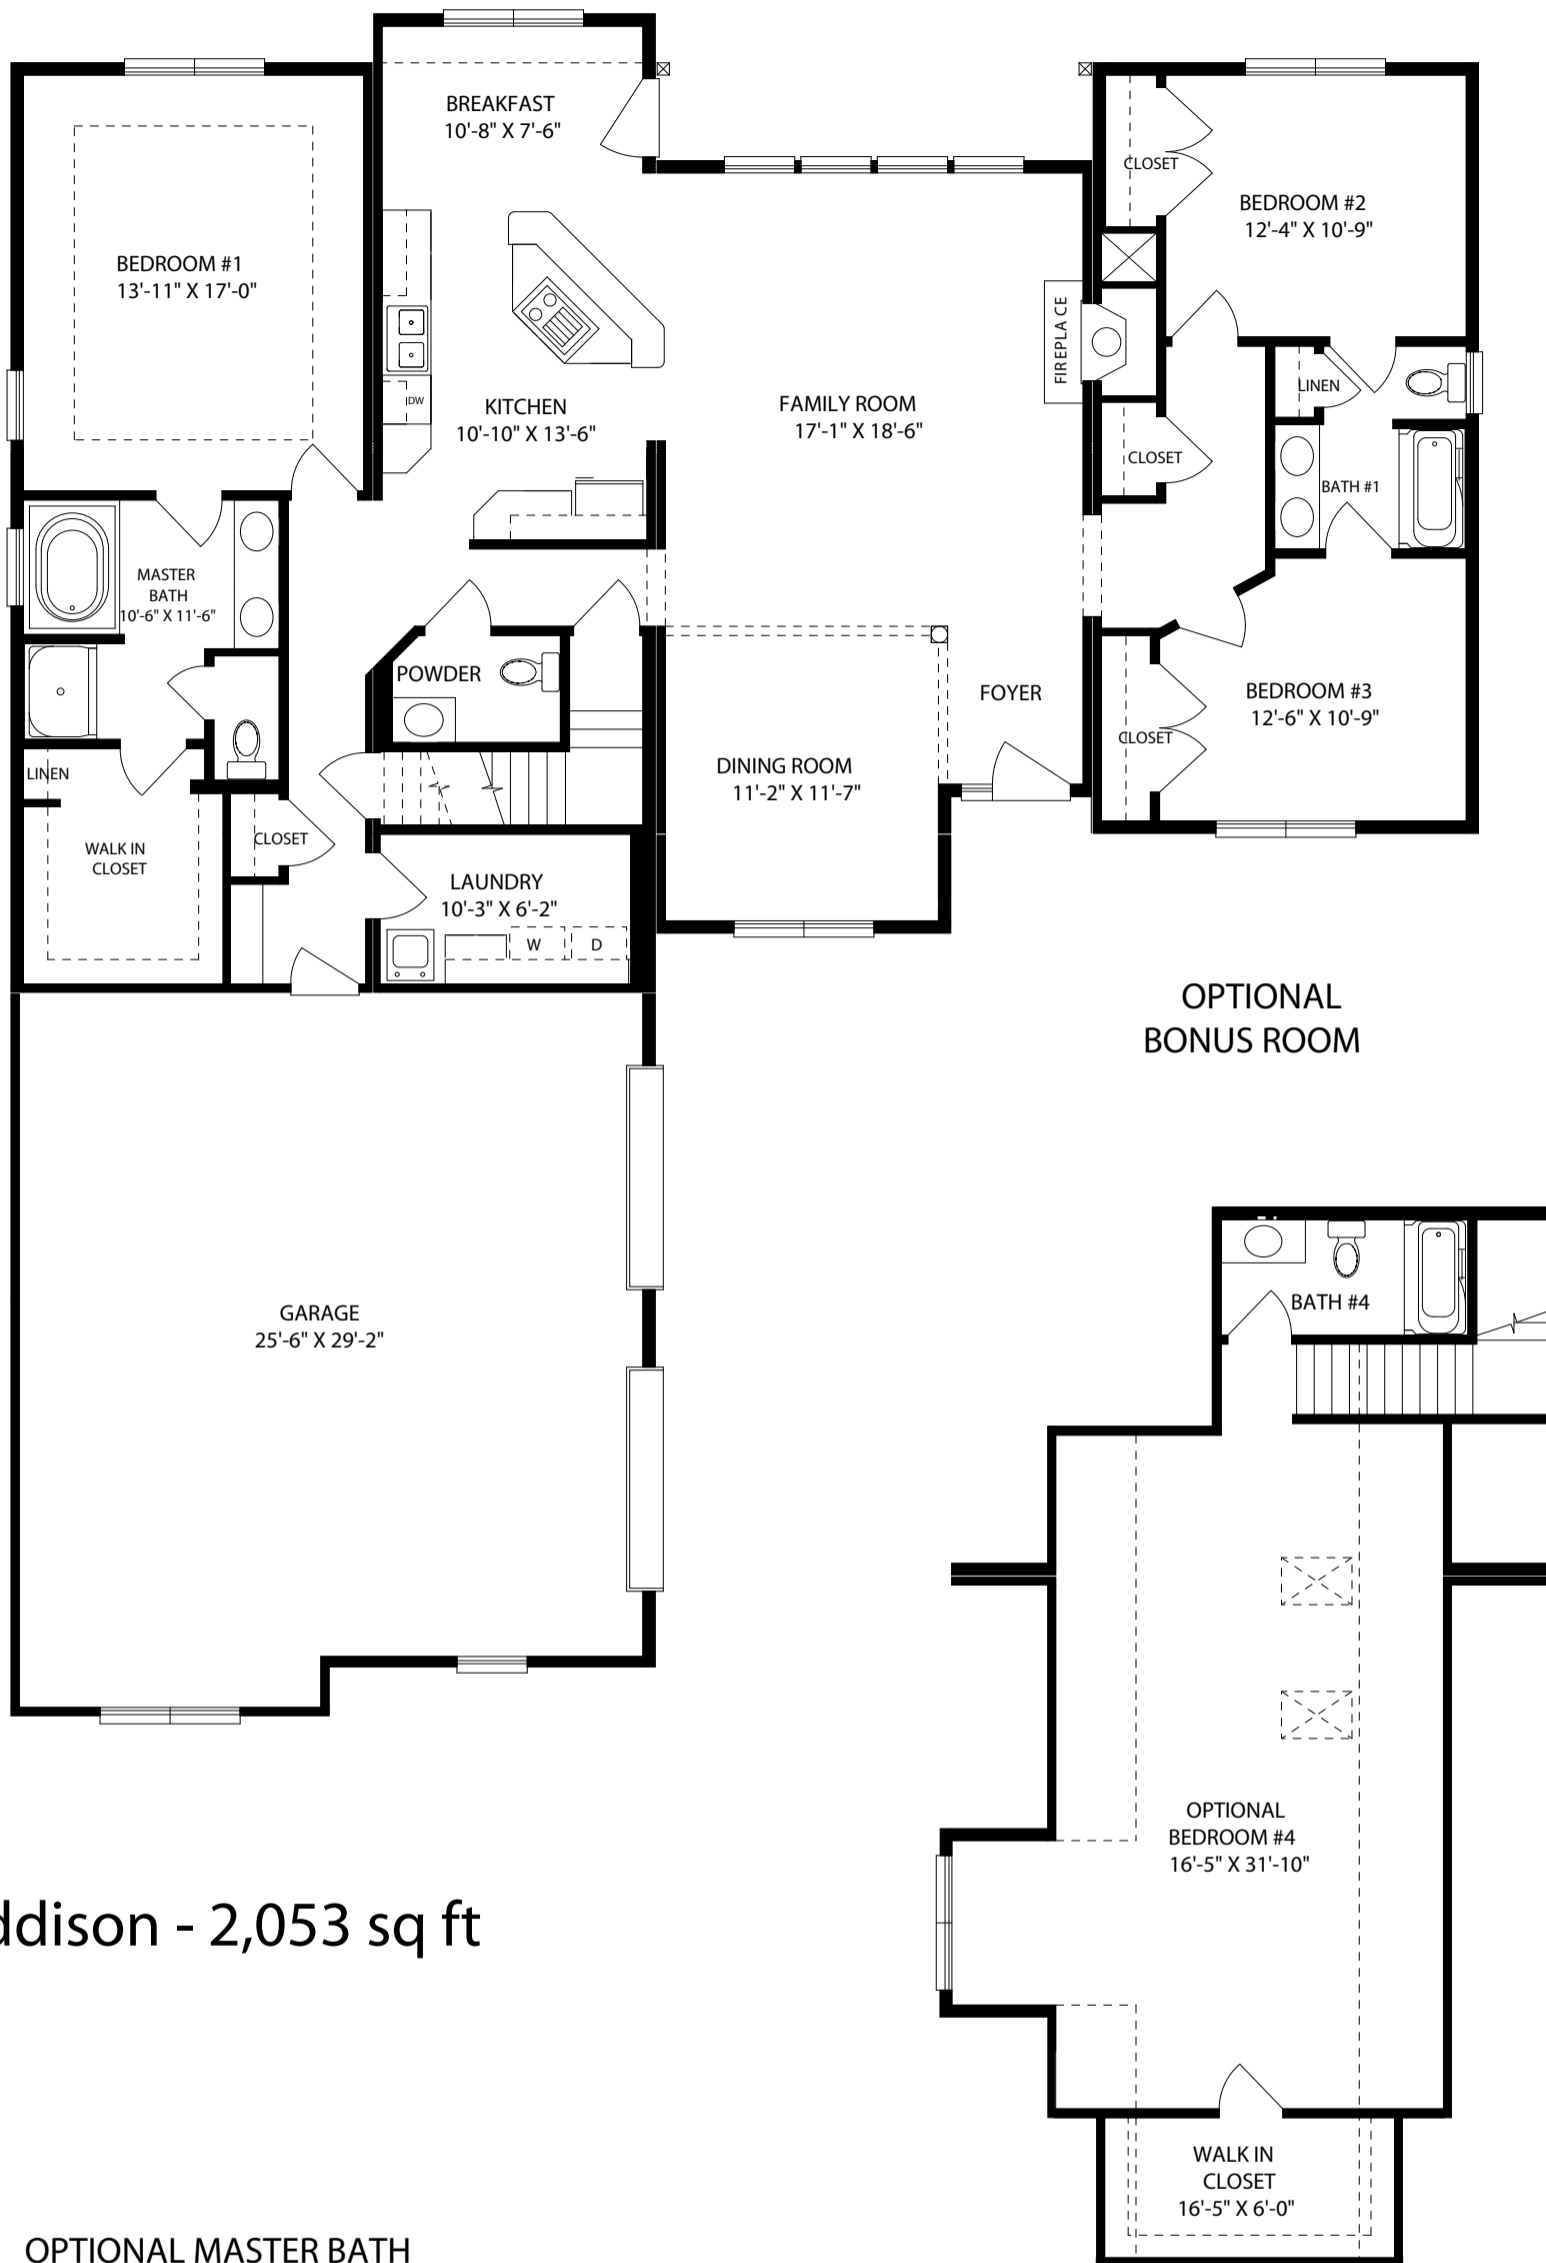 BREAKFAST
10'-8" X 7'-6"
CLOSET
BEDROOM #2
12'-4" X 10'-9"
BEDROOM #1
13'-11" X 17'-0"
FIREPLA CE
DW
KITCHEN
10'-10" X 13'-6"
FAMILY ROOM
17'-1" X 18'-6"
LINEN
CLOSET
BATH #1
MASTER
BATH
10'-6" X 11'-6"
POWDER
FOYER
BEDROOM #3
12'-6" X 10'-9"
CLOSET
LINEN
DINING ROOM
11'-2" X 11'-7"
CLOSET
WALK IN
CLOSET
LAUNDRY
10'-3" X 6'-2"
W
D
OPTIONAL
BONUS ROOM
GARAGE
25'-6" X 29'-2"
BATH #4
OPTIONAL
BEDROOM #4
16'-5" X 31'-10"
ddison - 2,053 sq ft
WALK IN
CLOSET
16'-5" X 6'-0"
OPTIONAL MASTER BATH